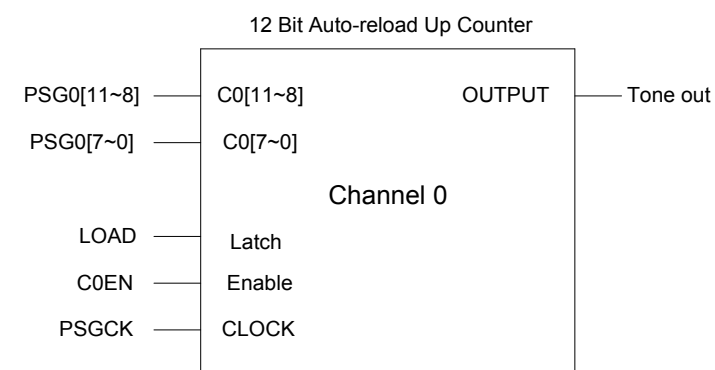 12 Bit Auto-reload Up Counter
PSG0[11~8] C0[11~8] OUTPUT Tone out
PSG0[7~0] C0[7~0]
Channel 0
LOAD Latch
C0EN Enable
PSGCK CLOCK